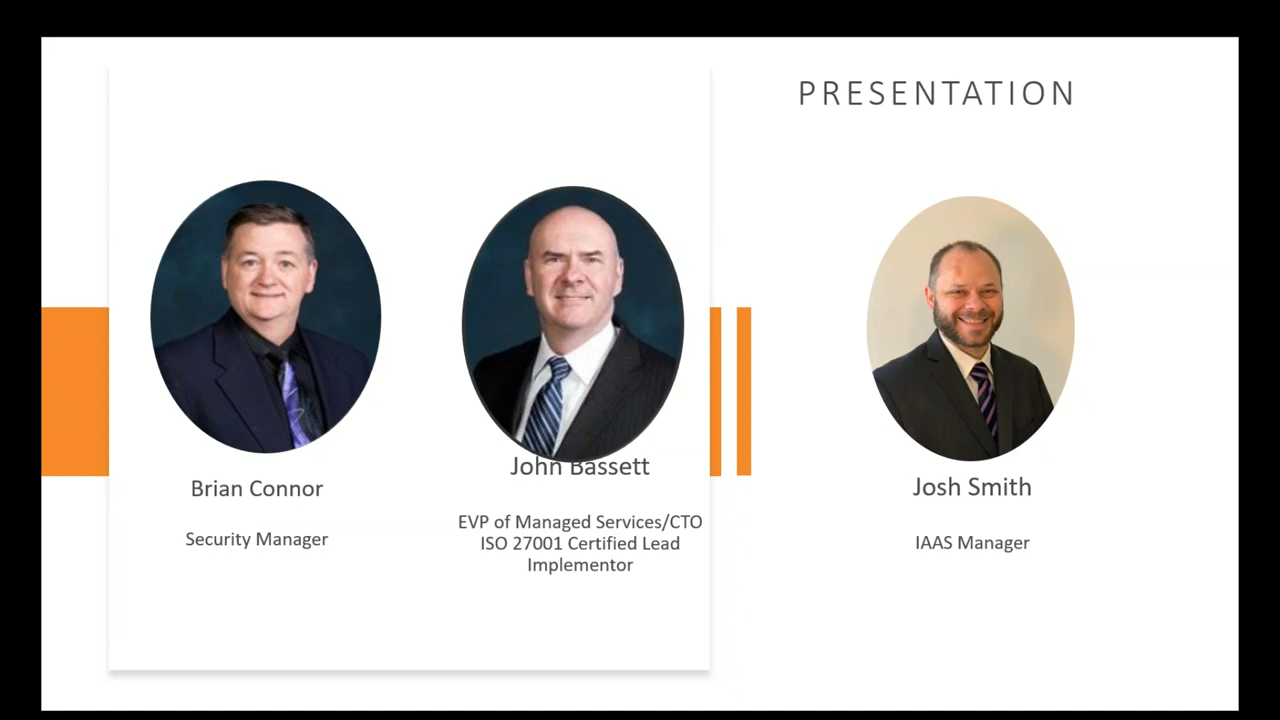 PRESENTATION
Brian Connor
Security Manager
John Bassett
EVP of Managed Services/CTO
ISO 27001 Certified Lead
Implementor
Josh Smith
IAAS Manager